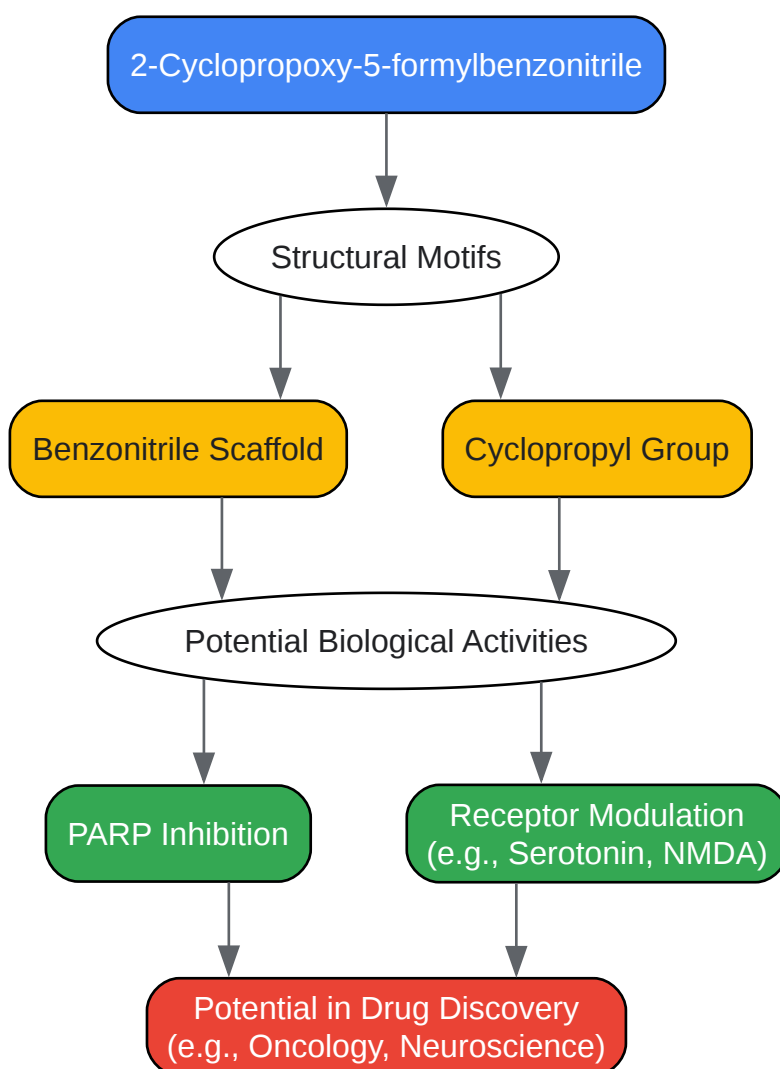 2-Cyclopropoxy-5-formylbenzonitrile
Structural Motifs
Benzonitrile Scaffold
Cyclopropyl Group
Potential Biological Activities
PARP Inhibition
Receptor Modulation
(e.g., Serotonin, NMDA)
Potential in Drug Discovery
(e.g., Oncology, Neuroscience)